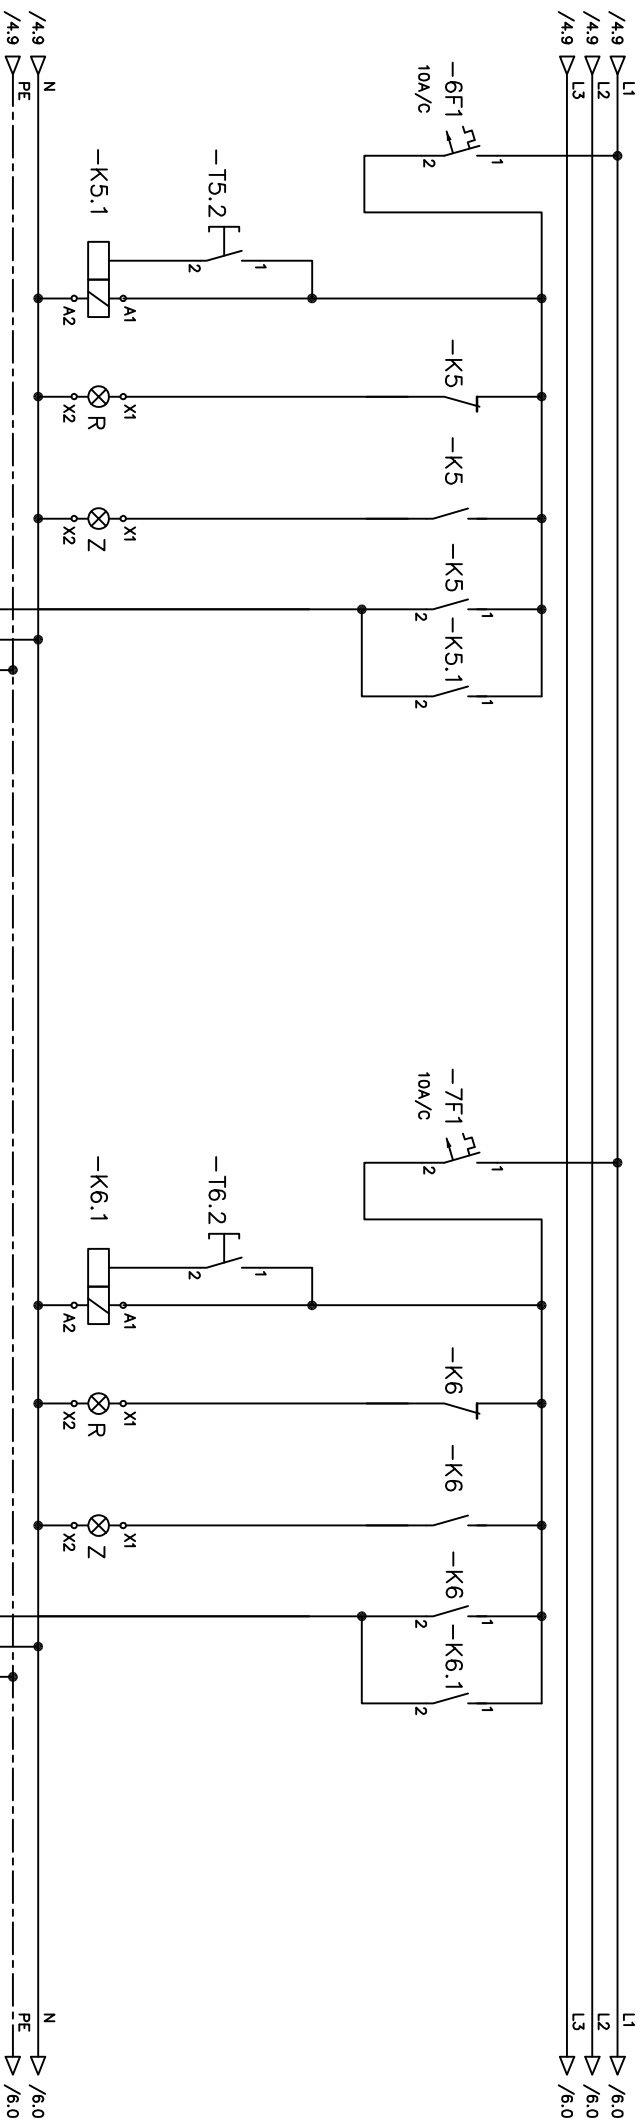 /4.9 L1 L1 /6.0
/4.9 L2 L2 /6.0
/4.9 L3 L3 /6.0
-6F1
10A/C
1
2
-K5
-K5
-K5
1
2
-K5.1
1
2
-T5.2
1
2
-K5.1
A1
A2
X1
R
X2
X1
Z
X2
-7F1
10A/C
1
2
-K6
-K6
-K6
1
2
-K6.1
1
2
-T6.2
1
2
-K6.1
A1
A2
X1
R
X2
X1
Z
X2
/4.9 N N /6.0
/4.9 PE PE /6.0